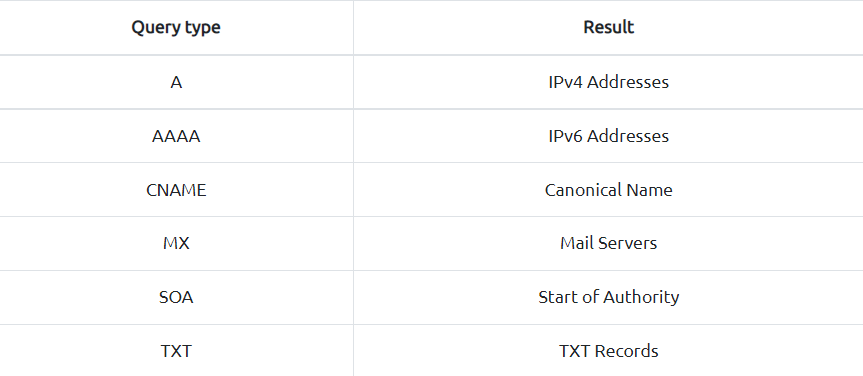 Query type Result
A IPv4 Addresses
AAAA IPv6 Addresses
CNAME Canonical Name
MX Mail Servers
SOA Start of Authority
TXT TXT Records